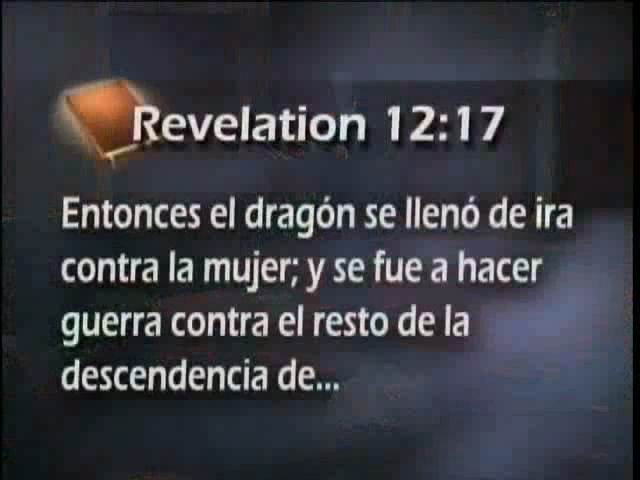 Revelation 12:17
Entonces el dragón se llenó de ira
contra la mujer; y se fue a hacer
guerra contra el resto de la
descendencia de...